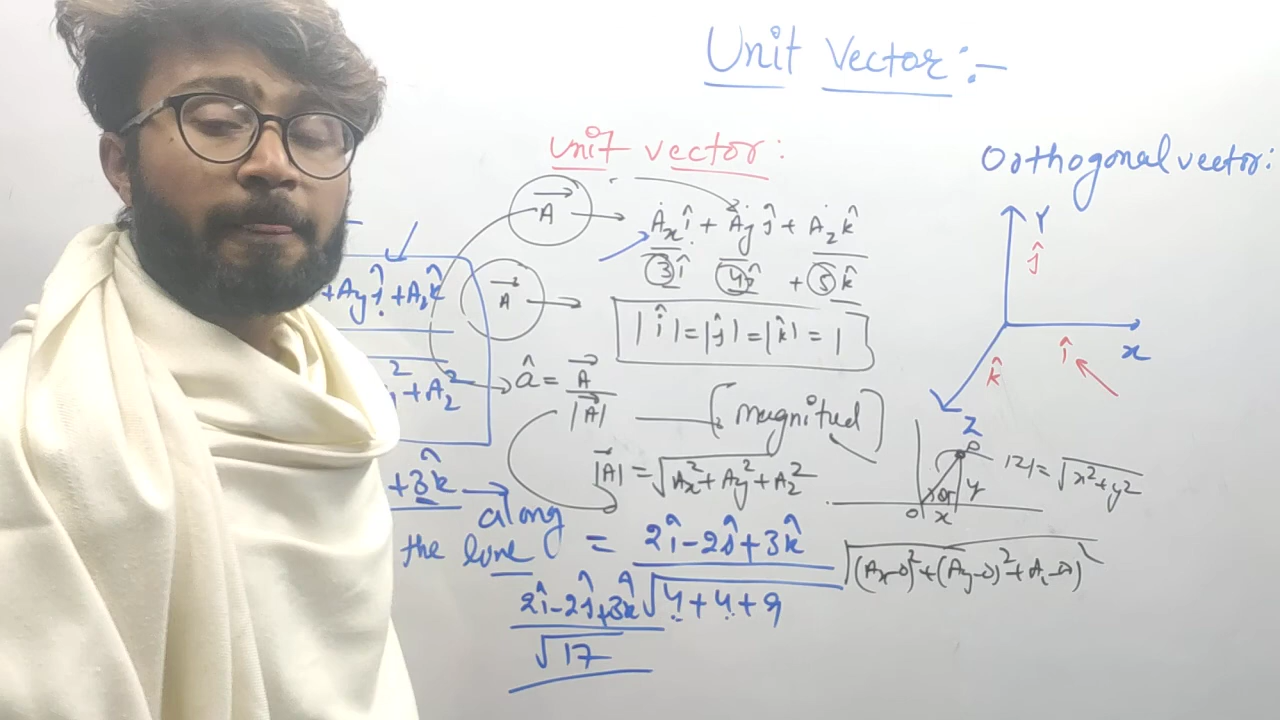 Unit Vector :-
unit vector:
Orthogonal vector:
A⃗ → Axî + Ayĵ + Azk̂
3î 4ĵ + 5k̂
A⃗ →
|î| = |ĵ| = |k̂| = 1
+Ayĵ + Azk̂
² + Az²
â = A⃗ / |A⃗| — [magnitud]
|A⃗| = √Ax² + Ay² + Az²
Y
ĵ
î
x
k̂
Z
P
O
x
y
|z| = √x² + y²
+3k̂ → along
the line = 2î - 2ĵ + 3k̂
√4 + 4 + 9
√(Ax-0)² + (Ay-0)² + A
2î - 2ĵ + 3k̂
√17